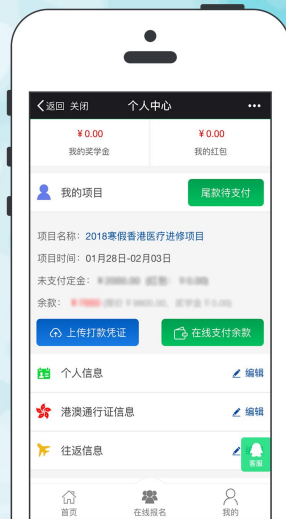 返回 关闭 个人中心
¥0.00 ¥0.00
我的奖学金 我的红包
我的项目 尾款待支付
项目名称：2018寒假香港医疗进修项目
项目时间：01月28日-02月03日
未支付定金：
余款：
上传打款凭证 在线支付余款
个人信息 编辑
港澳通行证信息 编辑
往返信息
客服
首页 在线报名 我的